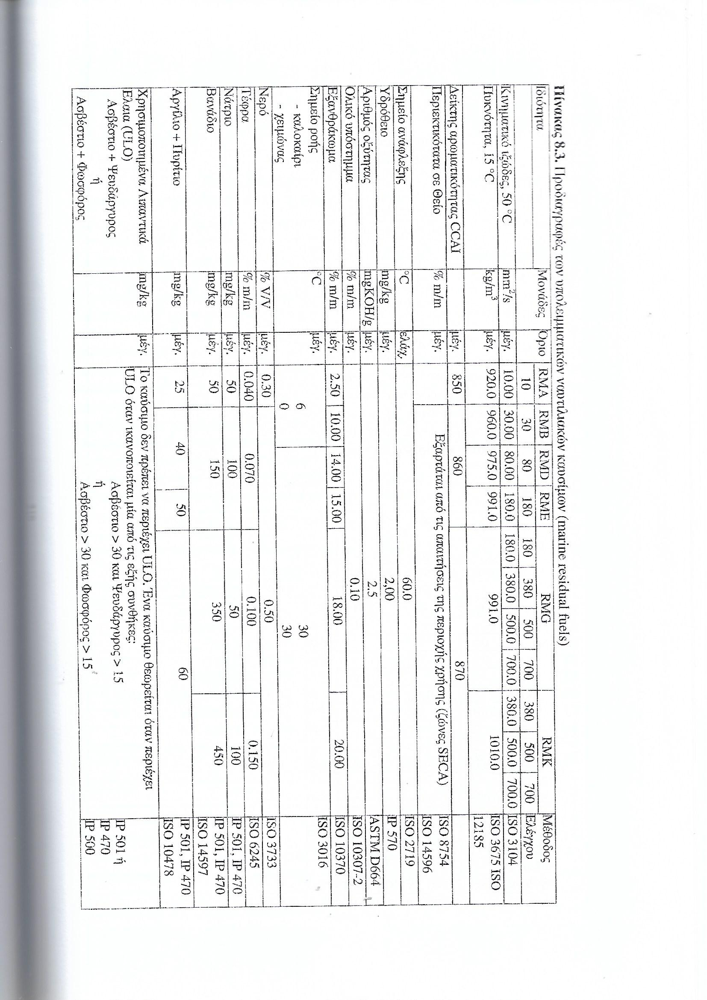 Πίνακας 8.3. Προδιαγραφές των υπολειμματικών ναυτιλιακών καυσίμων (marine residual fuels)
Ιδιότητα Μονάδες Όριο RMA RMB RMD RME RMG RMK Μέθοδος
10 30 80 180 180 380 500 700 380 500 700 Ελέγχου
Κινηματικό ιξώδες, 50 °C mm²/s μέγ. 10.00 30.00 80.00 180.0 180.0 380.0 500.0 700.0 380.0 500.0 700.0 ISO 3104
Πυκνότητα, 15 °C kg/m³ μέγ. 920.0 960.0 975.0 991.0 991.0 1010.0 ISO 3675 ISO
12185
Δείκτης αρωματικότητας CCAI μέγ. 850 860 870
Περιεκτικότατα σε Θείο % m/m μέγ. Εξαρτάται από τις απαιτήσεις της περιοχής χρήσης (ζώνες SECA) ISO 8754
ISO 14596
Σημείο ανάφλεξης °C ελάχ. 60.0 ISO 2719
Υδρόθειο mg/kg μέγ. 2,00 IP 570
Αριθμός οξύτητας mgKOH/g μέγ. 2.5 ASTM D664
Ολικό υπόστημμα % m/m μέγ. 0.10 ISO 10307-2
Εξανθράκωμα % m/m μέγ. 2.50 10.00 14.00 15.00 18.00 20.00 ISO 10370
Σημείο ροής °C μέγ. ISO 3016
- καλοκαίρι 6 30
- χειμώνας 0 30
Νερό % V/V μέγ. 0.30 0.50 ISO 3733
Τέφρα % m/m μέγ. 0.040 0.070 0.100 0.150 ISO 6245
Νάτριο mg/kg μέγ. 50 100 50 100 IP 501, IP 470
Βανάδιο mg/kg μέγ. 50 150 350 450 IP 501, IP 470
ISO 14597
Αργίλιο + Πυρίτιο mg/kg μέγ. 25 40 50 60 IP 501, IP 470
ISO 10478
Χρησιμοποιημένα Λιπαντικά mg/kg μέγ. Το καύσιμο δεν πρέπει να περιέχει ULO. Ένα καύσιμο θεωρείται όταν περιέχει
Έλαια (ULO) ULO όταν ικανοποιείται μία από τις εξής συνθήκες:
Ασβέστιο + Ψευδάργυρος Ασβέστιο > 30 και Ψευδάργυρος > 15 IP 501 ή
ή ή IP 470
Ασβέστιο + Φωσφόρος Ασβέστιο > 30 και Φωσφόρος > 15 IP 500